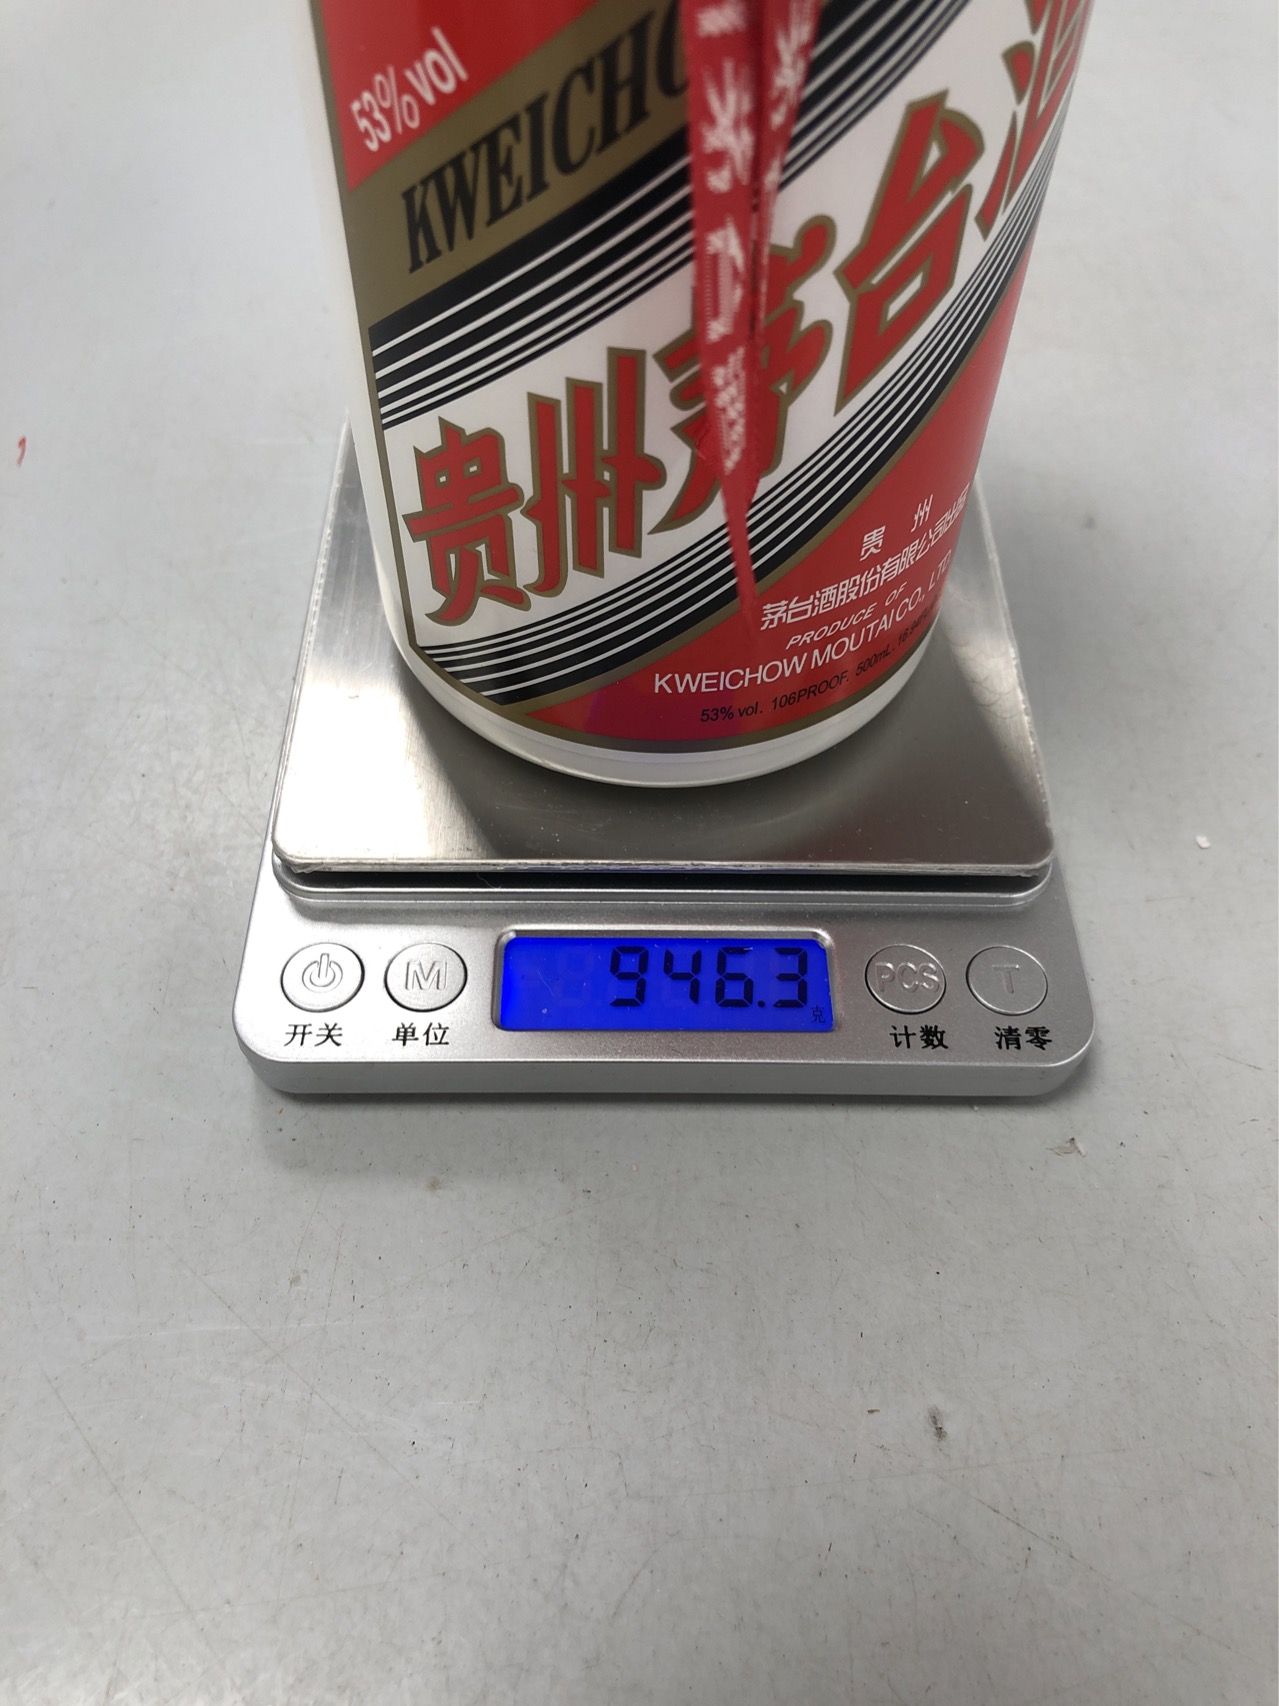 53%vol
KWEICHO
贵州茅台酒
贵州
茅台酒股份有限公司出品
PRODUCE OF
KWEICHOW MOUTAI CO., LTD.
53% vol. 106PROOF. 500mL.
946.3
克
M
PCS
T
开关
单位
计数
清零